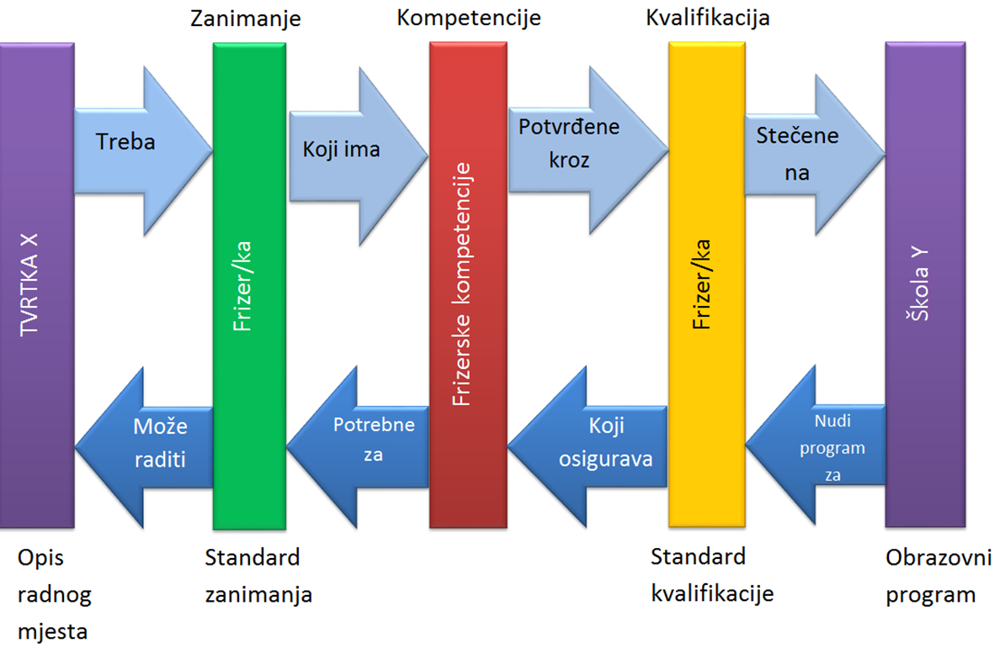 Zanimanje
Kompetencije
Kvalifikacija
TVRTKA X
Treba
Frizer/ka
Koji ima
Frizerske kompetencije
Potvrđene
kroz
Frizer/ka
Stečene
na
Škola Y
Može
raditi
Potrebne
za
Koji
osigurava
Nudi
program
za
Opis
radnog
mjesta
Standard
zanimanja
Standard
kvalifikacije
Obrazovni
program